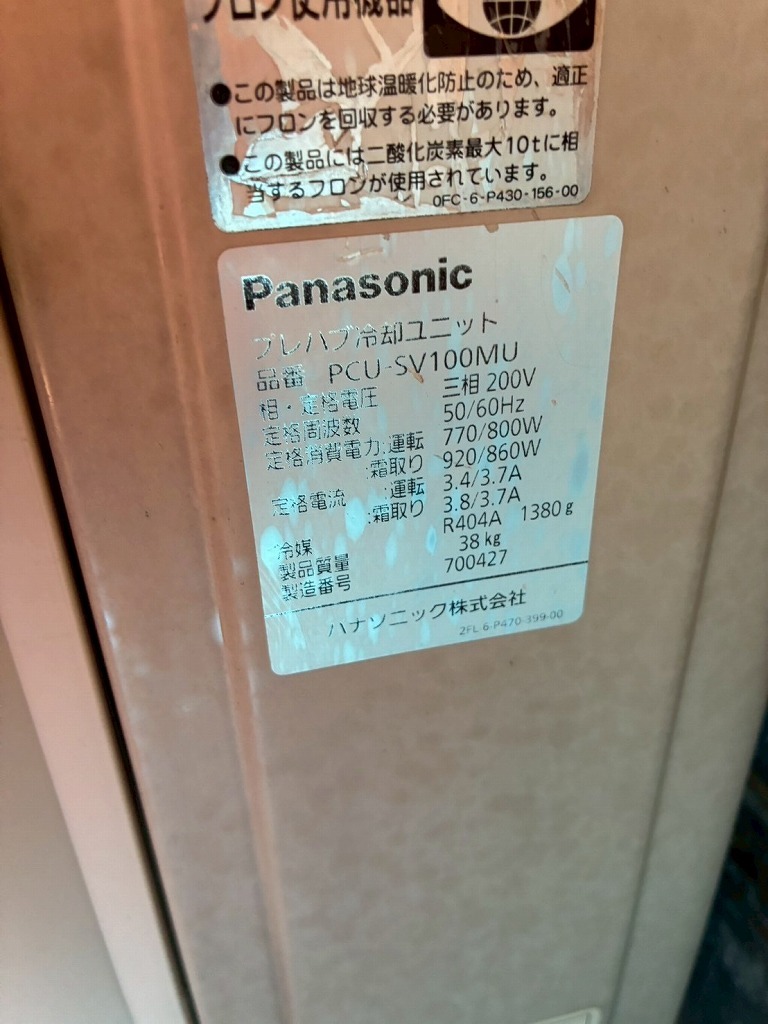 フロン使用機器
●この製品は地球温暖化防止のため、適正
にフロンを回収する必要があります。
●この製品には二酸化炭素最大10tに相
当するフロンが使用されています。
0FC-6-P430-156-00
Panasonic
プレハブ冷却ユニット
品番 PCU-SV100MU
相・定格電圧 三相 200V
定格周波数 50/60Hz
定格消費電力:運転 770/800W
:霜取り 920/860W
定格電流 :運転 3.4/3.7A
:霜取り 3.8/3.7A
冷媒 R404A 1380g
製品質量 38kg
製造番号 700427
パナソニック株式会社
2FL-6-P470-399-00